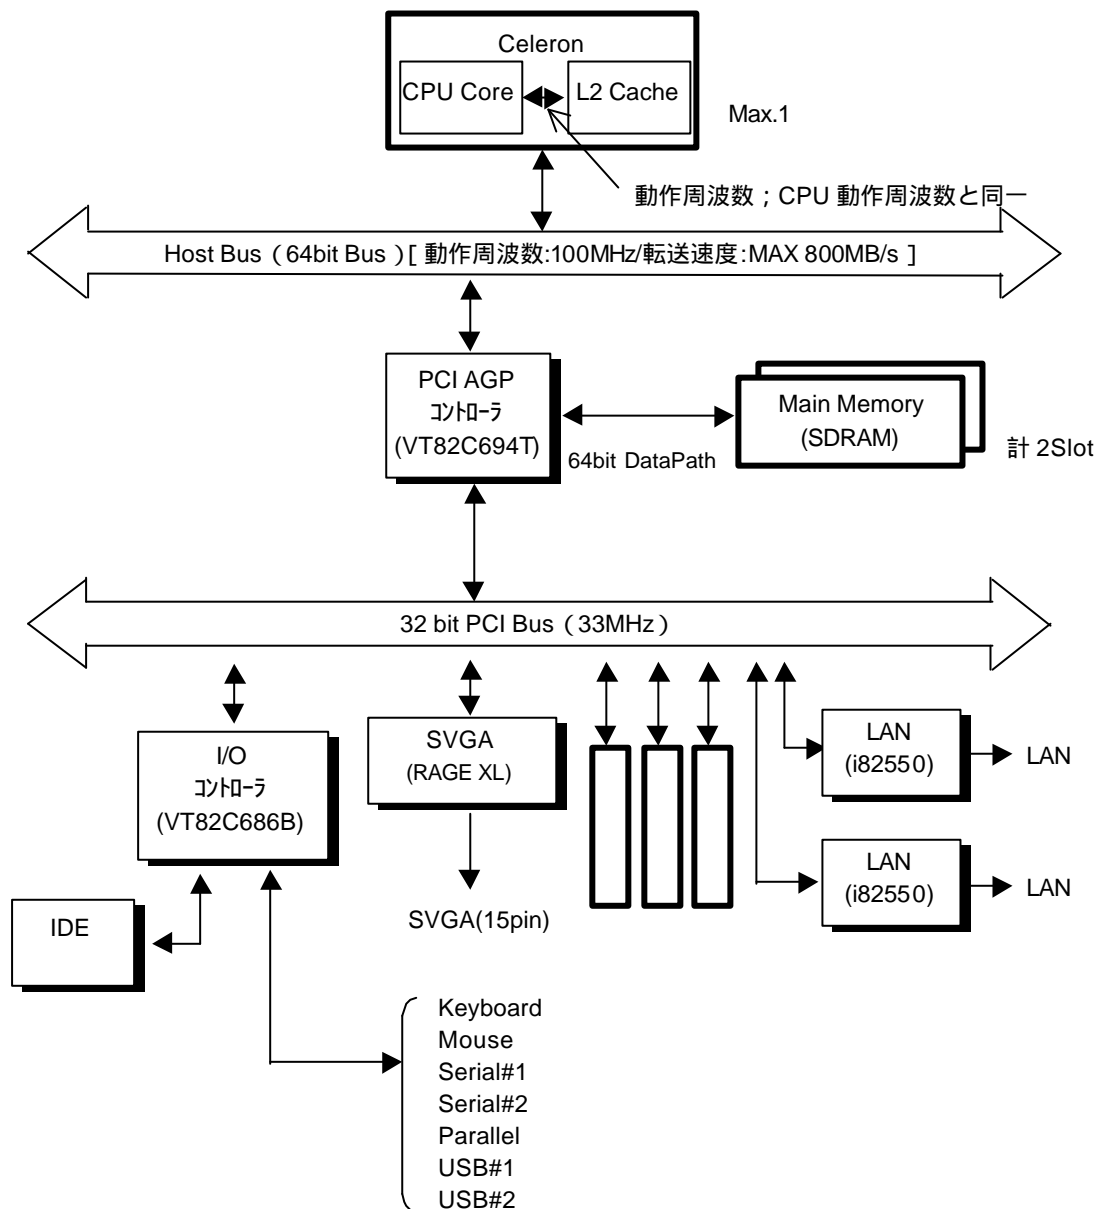 Celeron
CPU Core
L2 Cache
Max.1
動作周波数；CPU 動作周波数と同一
Host Bus（64bit Bus）[ 動作周波数:100MHz/転送速度:MAX 800MB/s ]
PCI AGP
ｺﾝﾄﾛｰﾗ
(VT82C694T)
64bit DataPath
Main Memory
(SDRAM)
計 2Slot
32 bit PCI Bus（33MHz）
I/O
ｺﾝﾄﾛｰﾗ
(VT82C686B)
SVGA
(RAGE XL)
LAN
(i82550)
LAN
LAN
(i82550)
LAN
SVGA(15pin)
IDE
Keyboard
Mouse
Serial#1
Serial#2
Parallel
USB#1
USB#2